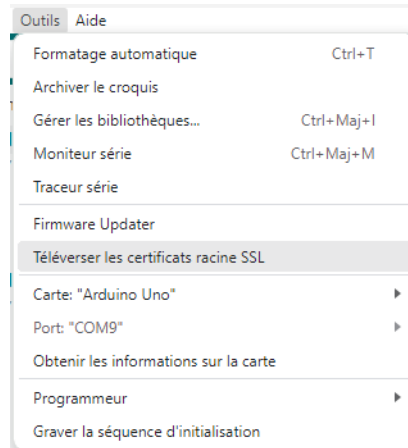 Outils Aide
Formatage automatique Ctrl+T
Archiver le croquis
Gérer les bibliothèques... Ctrl+Maj+I
Moniteur série Ctrl+Maj+M
Traceur série
Firmware Updater
Téléverser les certificats racine SSL
Carte: "Arduino Uno"
Port: "COM9"
Obtenir les informations sur la carte
Programmeur
Graver la séquence d'initialisation